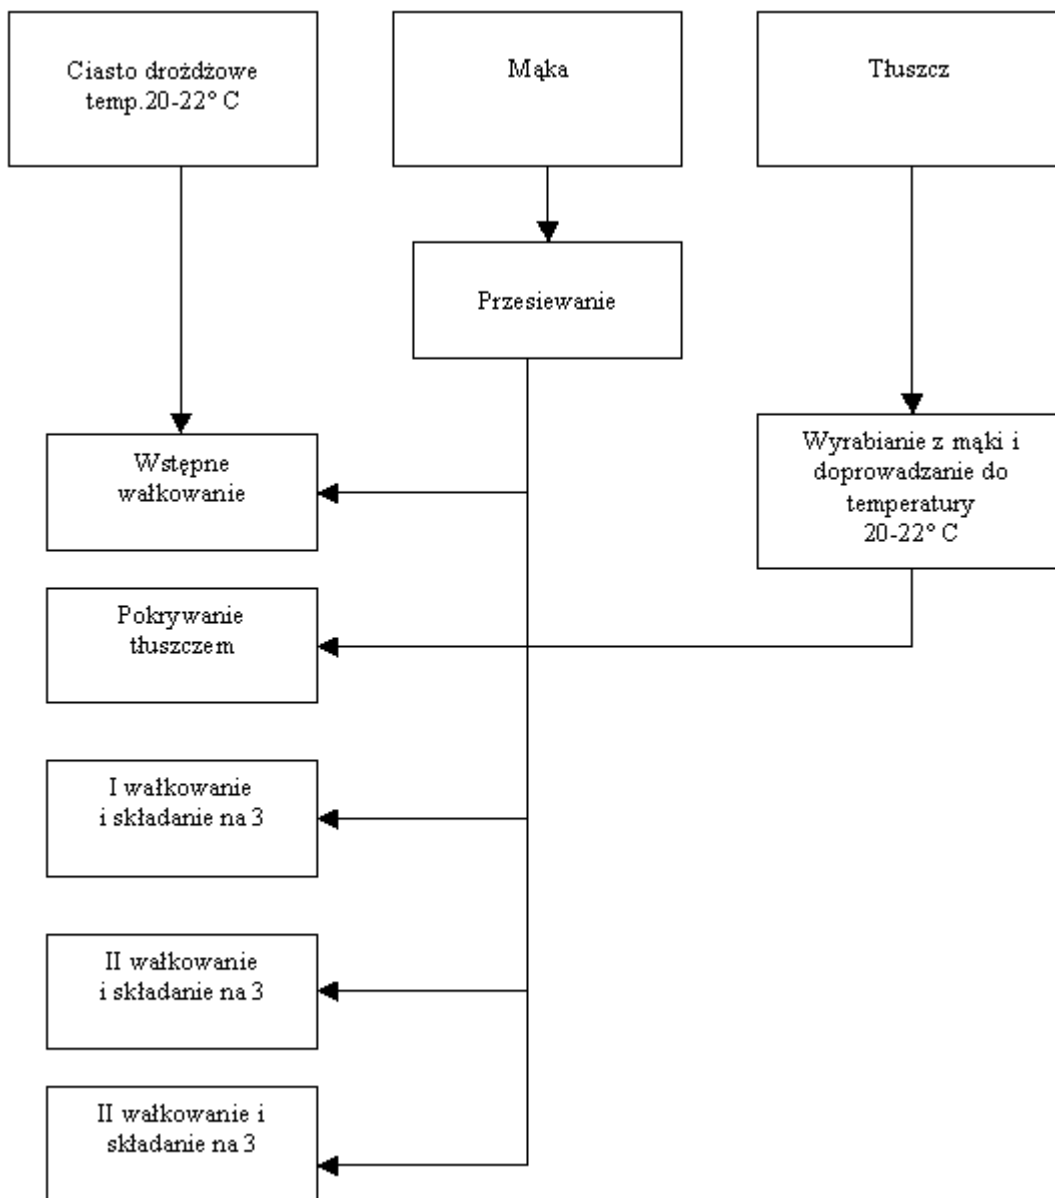 Ciasto drożdżowe
temp.20-22° C
Mąka
Tłuszcz
Przesiewanie
Wstępne
wałkowanie
Wyrabianie z mąki i
doprowadzanie do
temperatury
20-22° C
Pokrywanie
tłuszczem
I wałkowanie
i składanie na 3
II wałkowanie
i składanie na 3
II wałkowanie i
składanie na 3